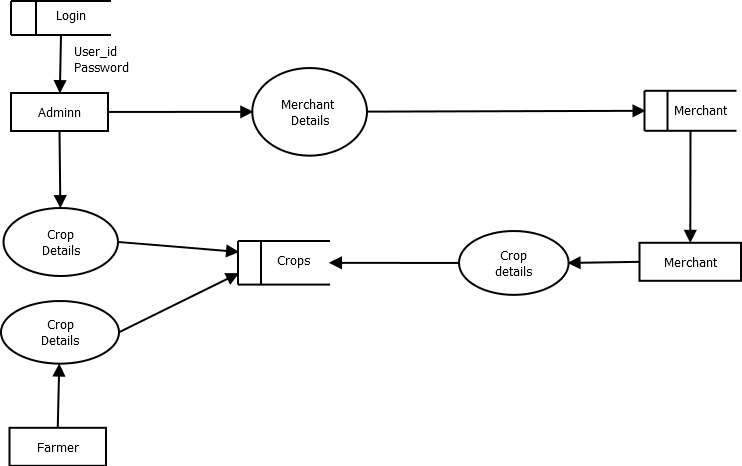 Login
User_id
Password
Adminn
Merchant
Details
Merchant
Crop
Details
Crops
Crop
details
Merchant
Crop
Details
Farmer